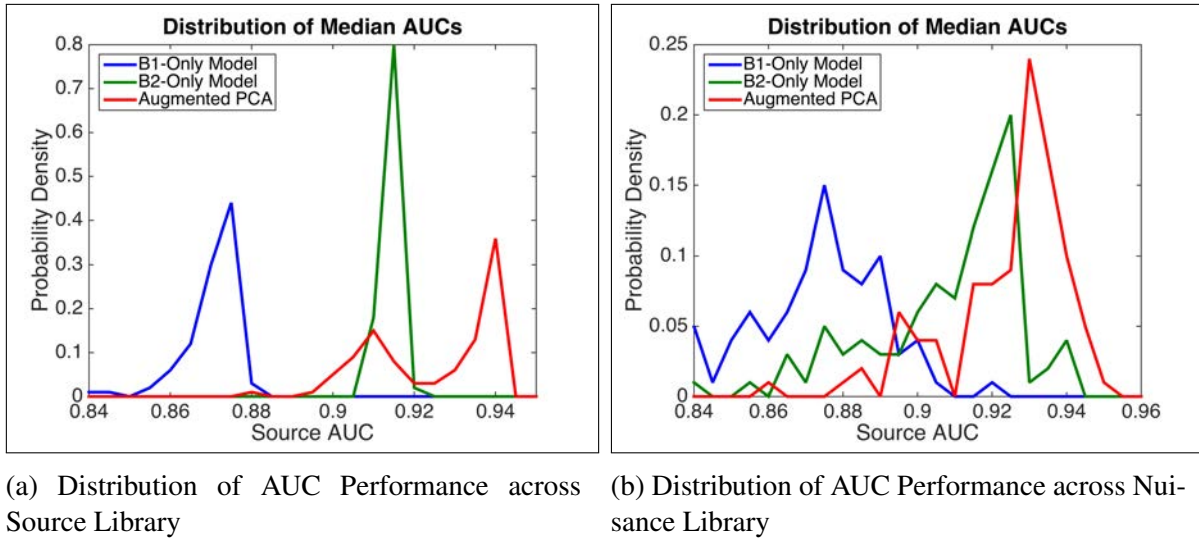 Distribution of Median AUCs
0.8
0.7
0.6
0.5
0.4
0.3
0.2
0.1
0
Probability Density
B1-Only Model
B2-Only Model
Augmented PCA
0.84 0.86 0.88 0.9 0.92 0.94
Source AUC
Distribution of Median AUCs
0.25
0.2
0.15
0.1
0.05
0
Probability Density
B1-Only Model
B2-Only Model
Augmented PCA
0.84 0.86 0.88 0.9 0.92 0.94 0.96
Source AUC
(a) Distribution of AUC Performance across
Source Library
(b) Distribution of AUC Performance across Nui-
sance Library